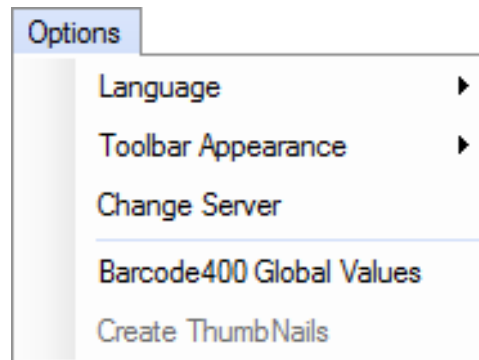 Options
Language
Toolbar Appearance
Change Server
Barcode400 Global Values
Create ThumbNails